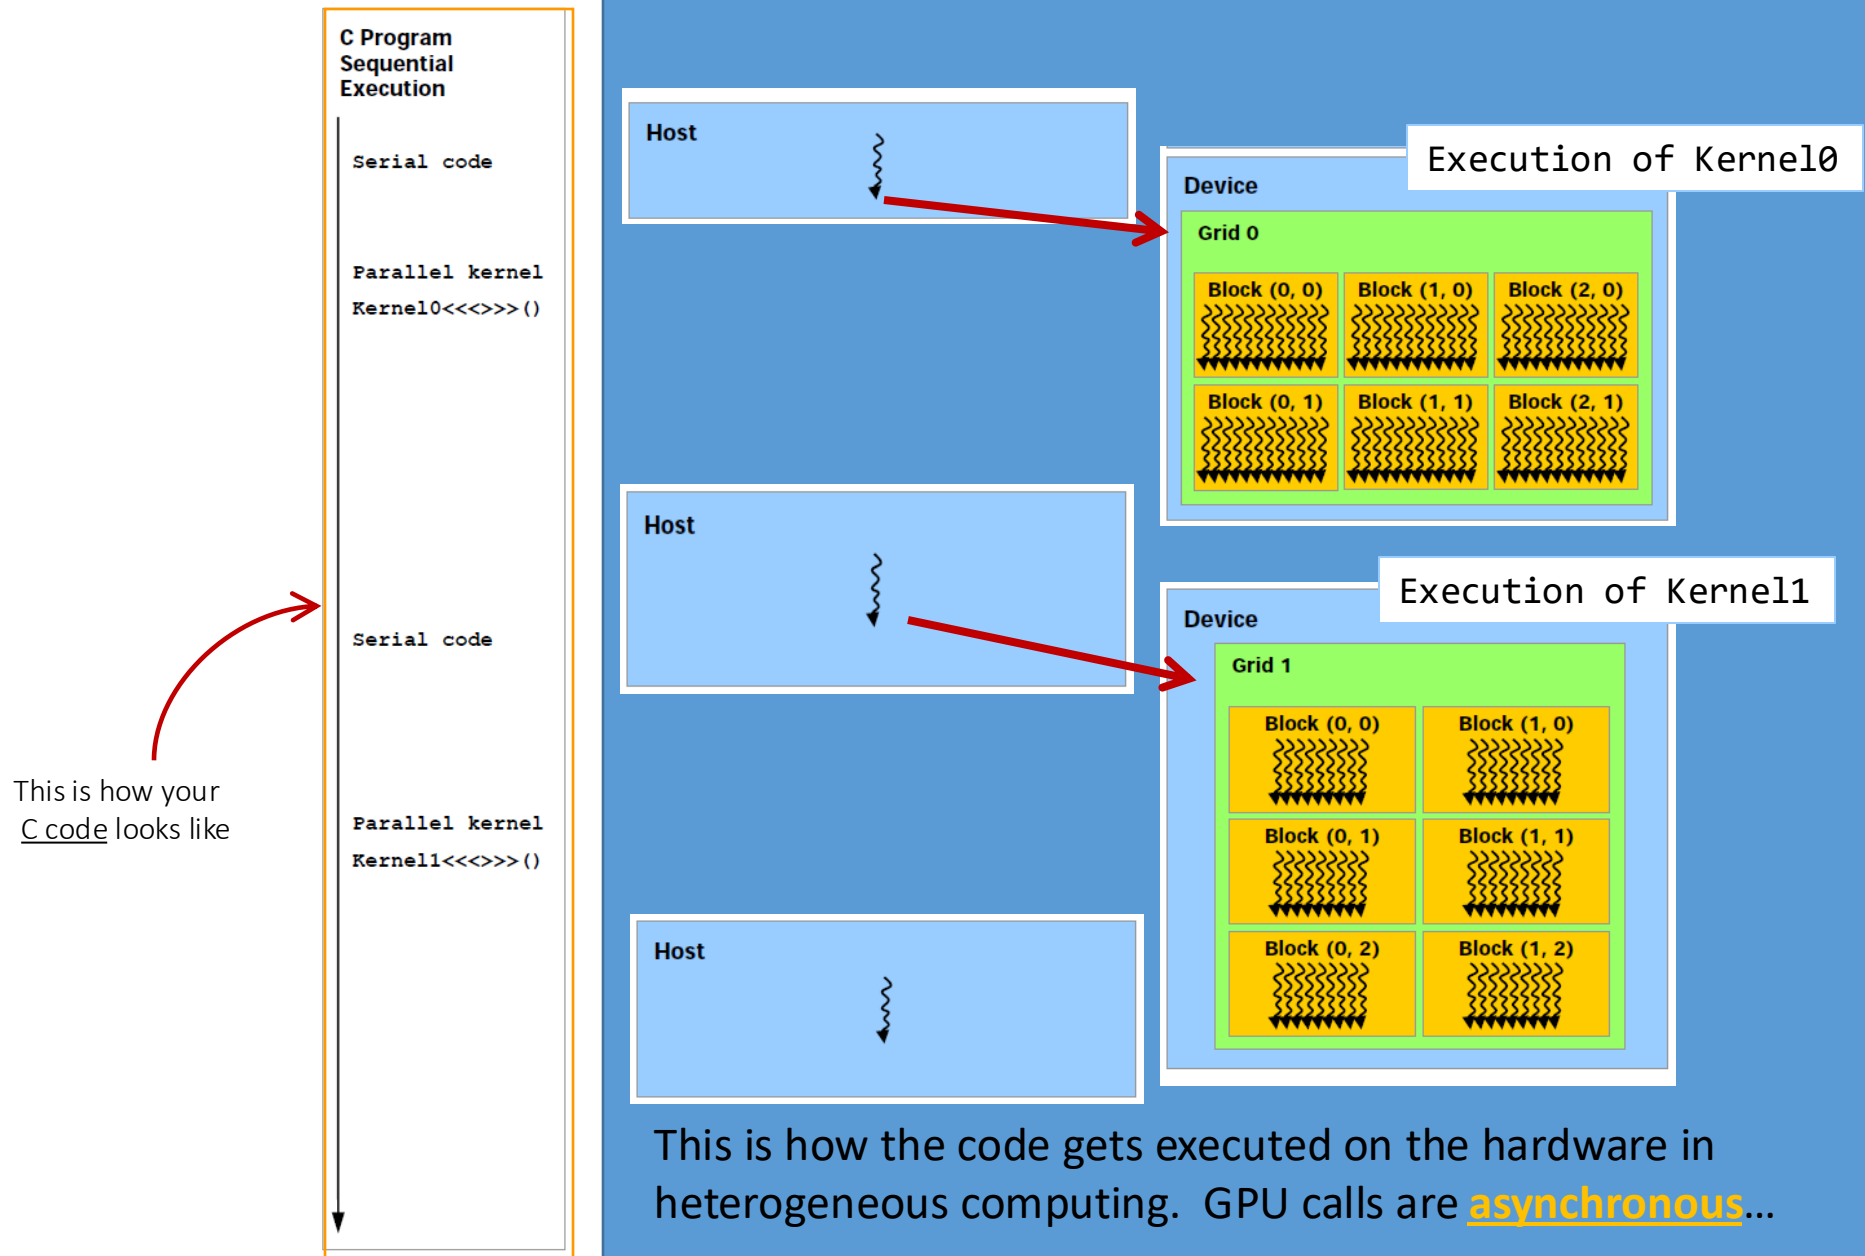 C Program
Sequential
Execution
Serial code
Parallel kernel
Kernel0<<<>>>()
Serial code
Parallel kernel
Kernel1<<<>>>()
This is how your
C code looks like
Host
Execution of Kernel0
Device
Grid 0
Block (0, 0) Block (1, 0) Block (2, 0)
Block (0, 1) Block (1, 1) Block (2, 1)
Host
Execution of Kernel1
Device
Grid 1
Block (0, 0) Block (1, 0)
Block (0, 1) Block (1, 1)
Block (0, 2) Block (1, 2)
Host
This is how the code gets executed on the hardware in
heterogeneous computing. GPU calls are asynchronous...